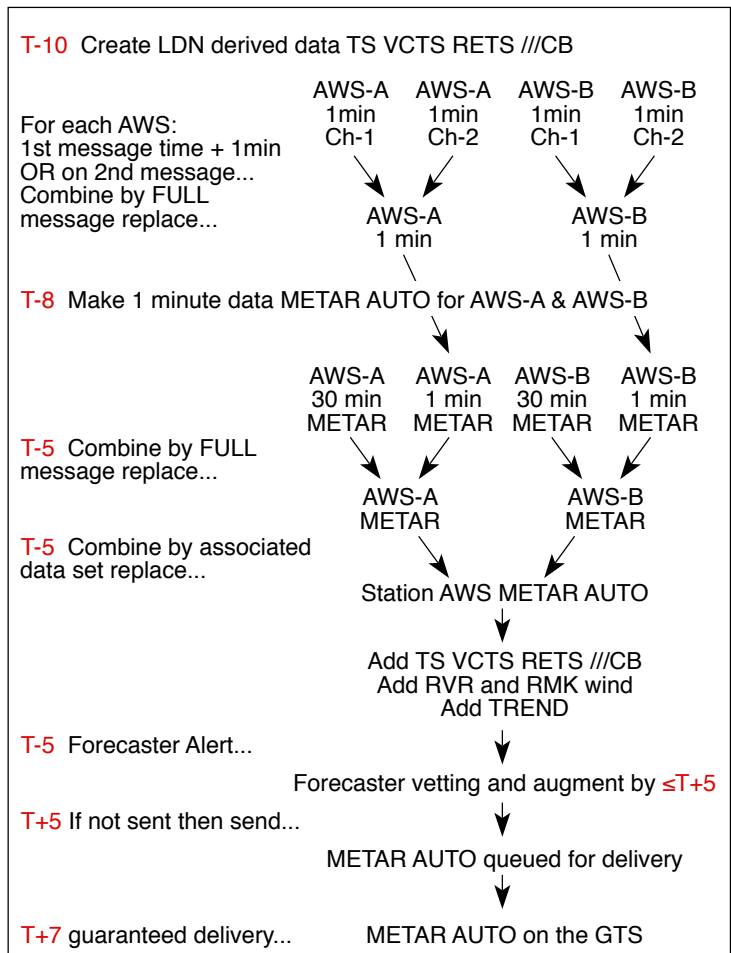 T-10 Create LDN derived data TS VCTS RETS ///CB
AWS-A AWS-A AWS-B AWS-B
1min 1min 1min 1min
Ch-1 Ch-2 Ch-1 Ch-2
For each AWS:
1st message time + 1min
OR on 2nd message...
Combine by FULL
message replace...
AWS-A AWS-B
1 min 1 min
T-8 Make 1 minute data METAR AUTO for AWS-A & AWS-B
AWS-A AWS-A AWS-B AWS-B
30 min 1 min 30 min 1 min
METAR METAR METAR METAR
T-5 Combine by FULL
message replace...
AWS-A AWS-B
METAR METAR
T-5 Combine by associated
data set replace...
Station AWS METAR AUTO
Add TS VCTS RETS ///CB
Add RVR and RMK wind
Add TREND
T-5 Forecaster Alert...
Forecaster vetting and augment by ≤T+5
T+5 If not sent then send...
METAR AUTO queued for delivery
T+7 guaranteed delivery... METAR AUTO on the GTS